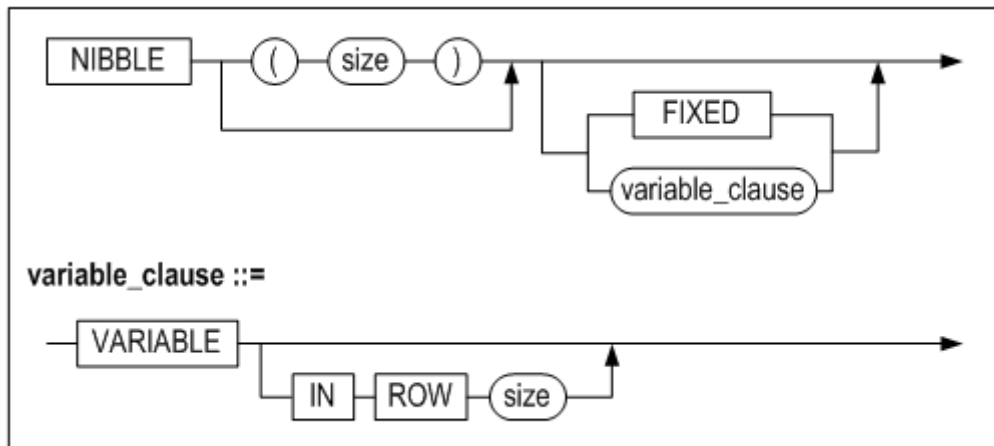 NIBBLE ( size )
FIXED
variable_clause
variable_clause ::=
VARIABLE
IN ROW size